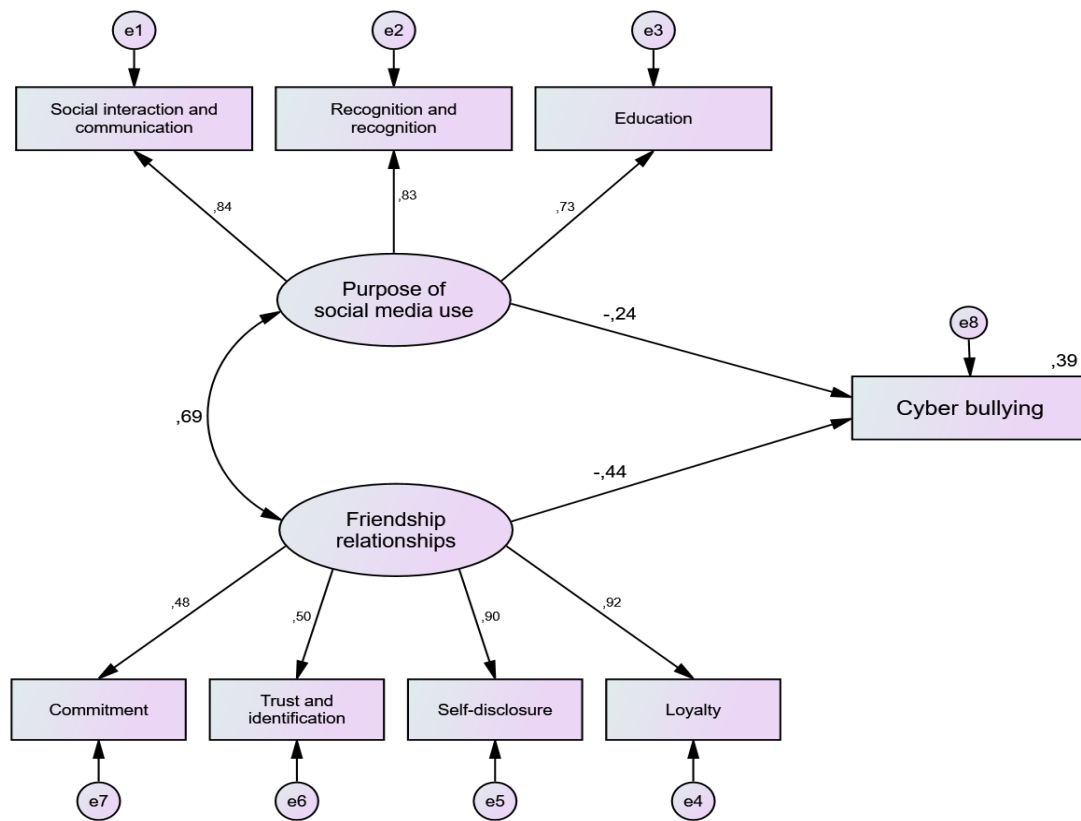 e1
e2
e3
Social interaction and
communication
Recognition and
recognition
Education
,84
,83
,73
Purpose of
social media use
-,24
e8
,39
Cyber bullying
,69
-,44
Friendship
relationships
,48
,50
,90
,92
Commitment
Trust and
identification
Self-disclosure
Loyalty
e7
e6
e5
e4